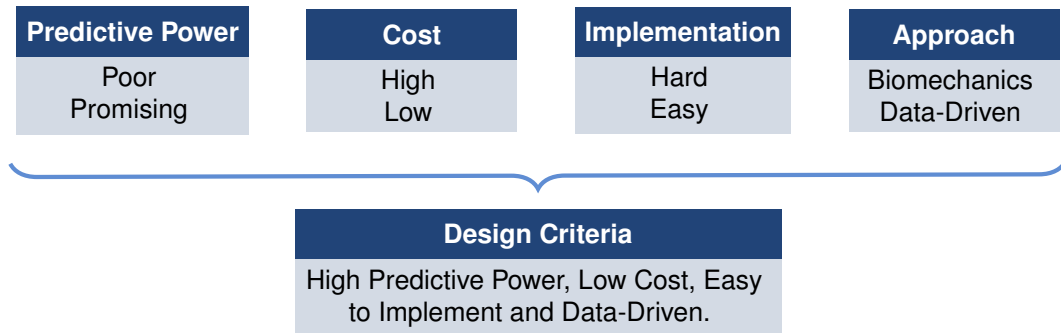 Predictive Power
Poor
Promising
Cost
High
Low
Implementation
Hard
Easy
Approach
Biomechanics
Data-Driven
Design Criteria
High Predictive Power, Low Cost, Easy
to Implement and Data-Driven.